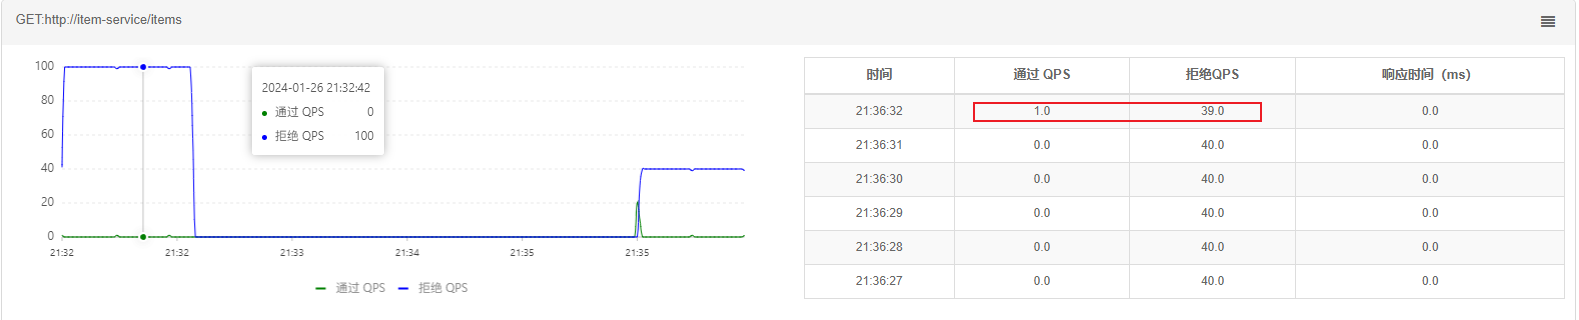 GET:http://item-service/items
100
80
60
40
20
0
21:32 21:32 21:33 21:34 21:35 21:35
2024-01-26 21:32:42
通过 QPS 0
拒绝 QPS 100
通过 QPS 拒绝 QPS
时间 通过 QPS 拒绝QPS 响应时间（ms）
21:36:32 1.0 39.0 0.0
21:36:31 0.0 40.0 0.0
21:36:30 0.0 40.0 0.0
21:36:29 0.0 40.0 0.0
21:36:28 0.0 40.0 0.0
21:36:27 0.0 40.0 0.0